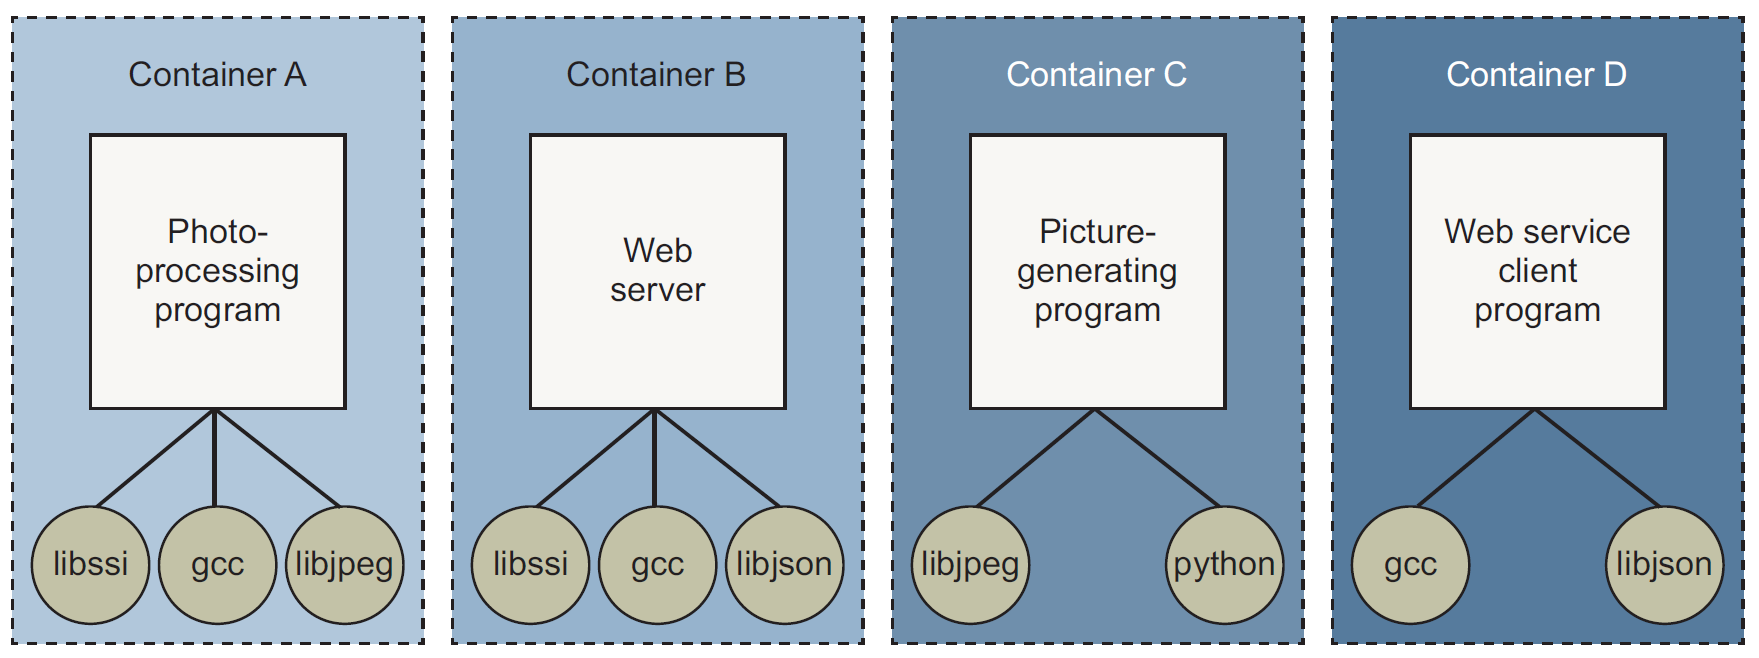 Container A
Photo-
processing
program
libssi
gcc
libjpeg
Container B
Web
server
libssi
gcc
libjson
Container C
Picture-
generating
program
libjpeg
python
Container D
Web service
client
program
gcc
libjson